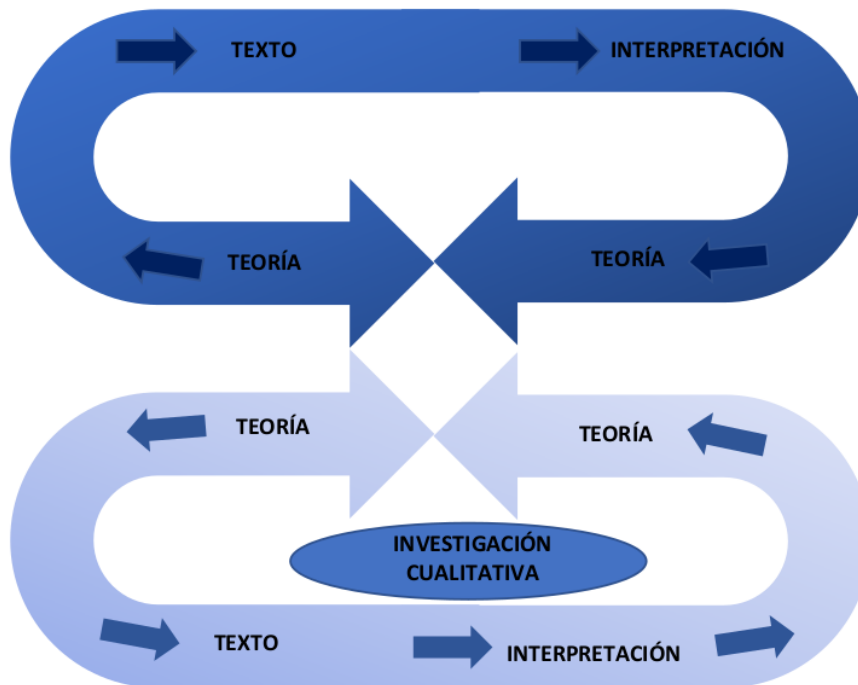 TEXTO
INTERPRETACIÓN
TEORÍA
TEORÍA
TEORÍA
TEORÍA
INVESTIGACIÓN
CUALITATIVA
TEXTO
INTERPRETACIÓN